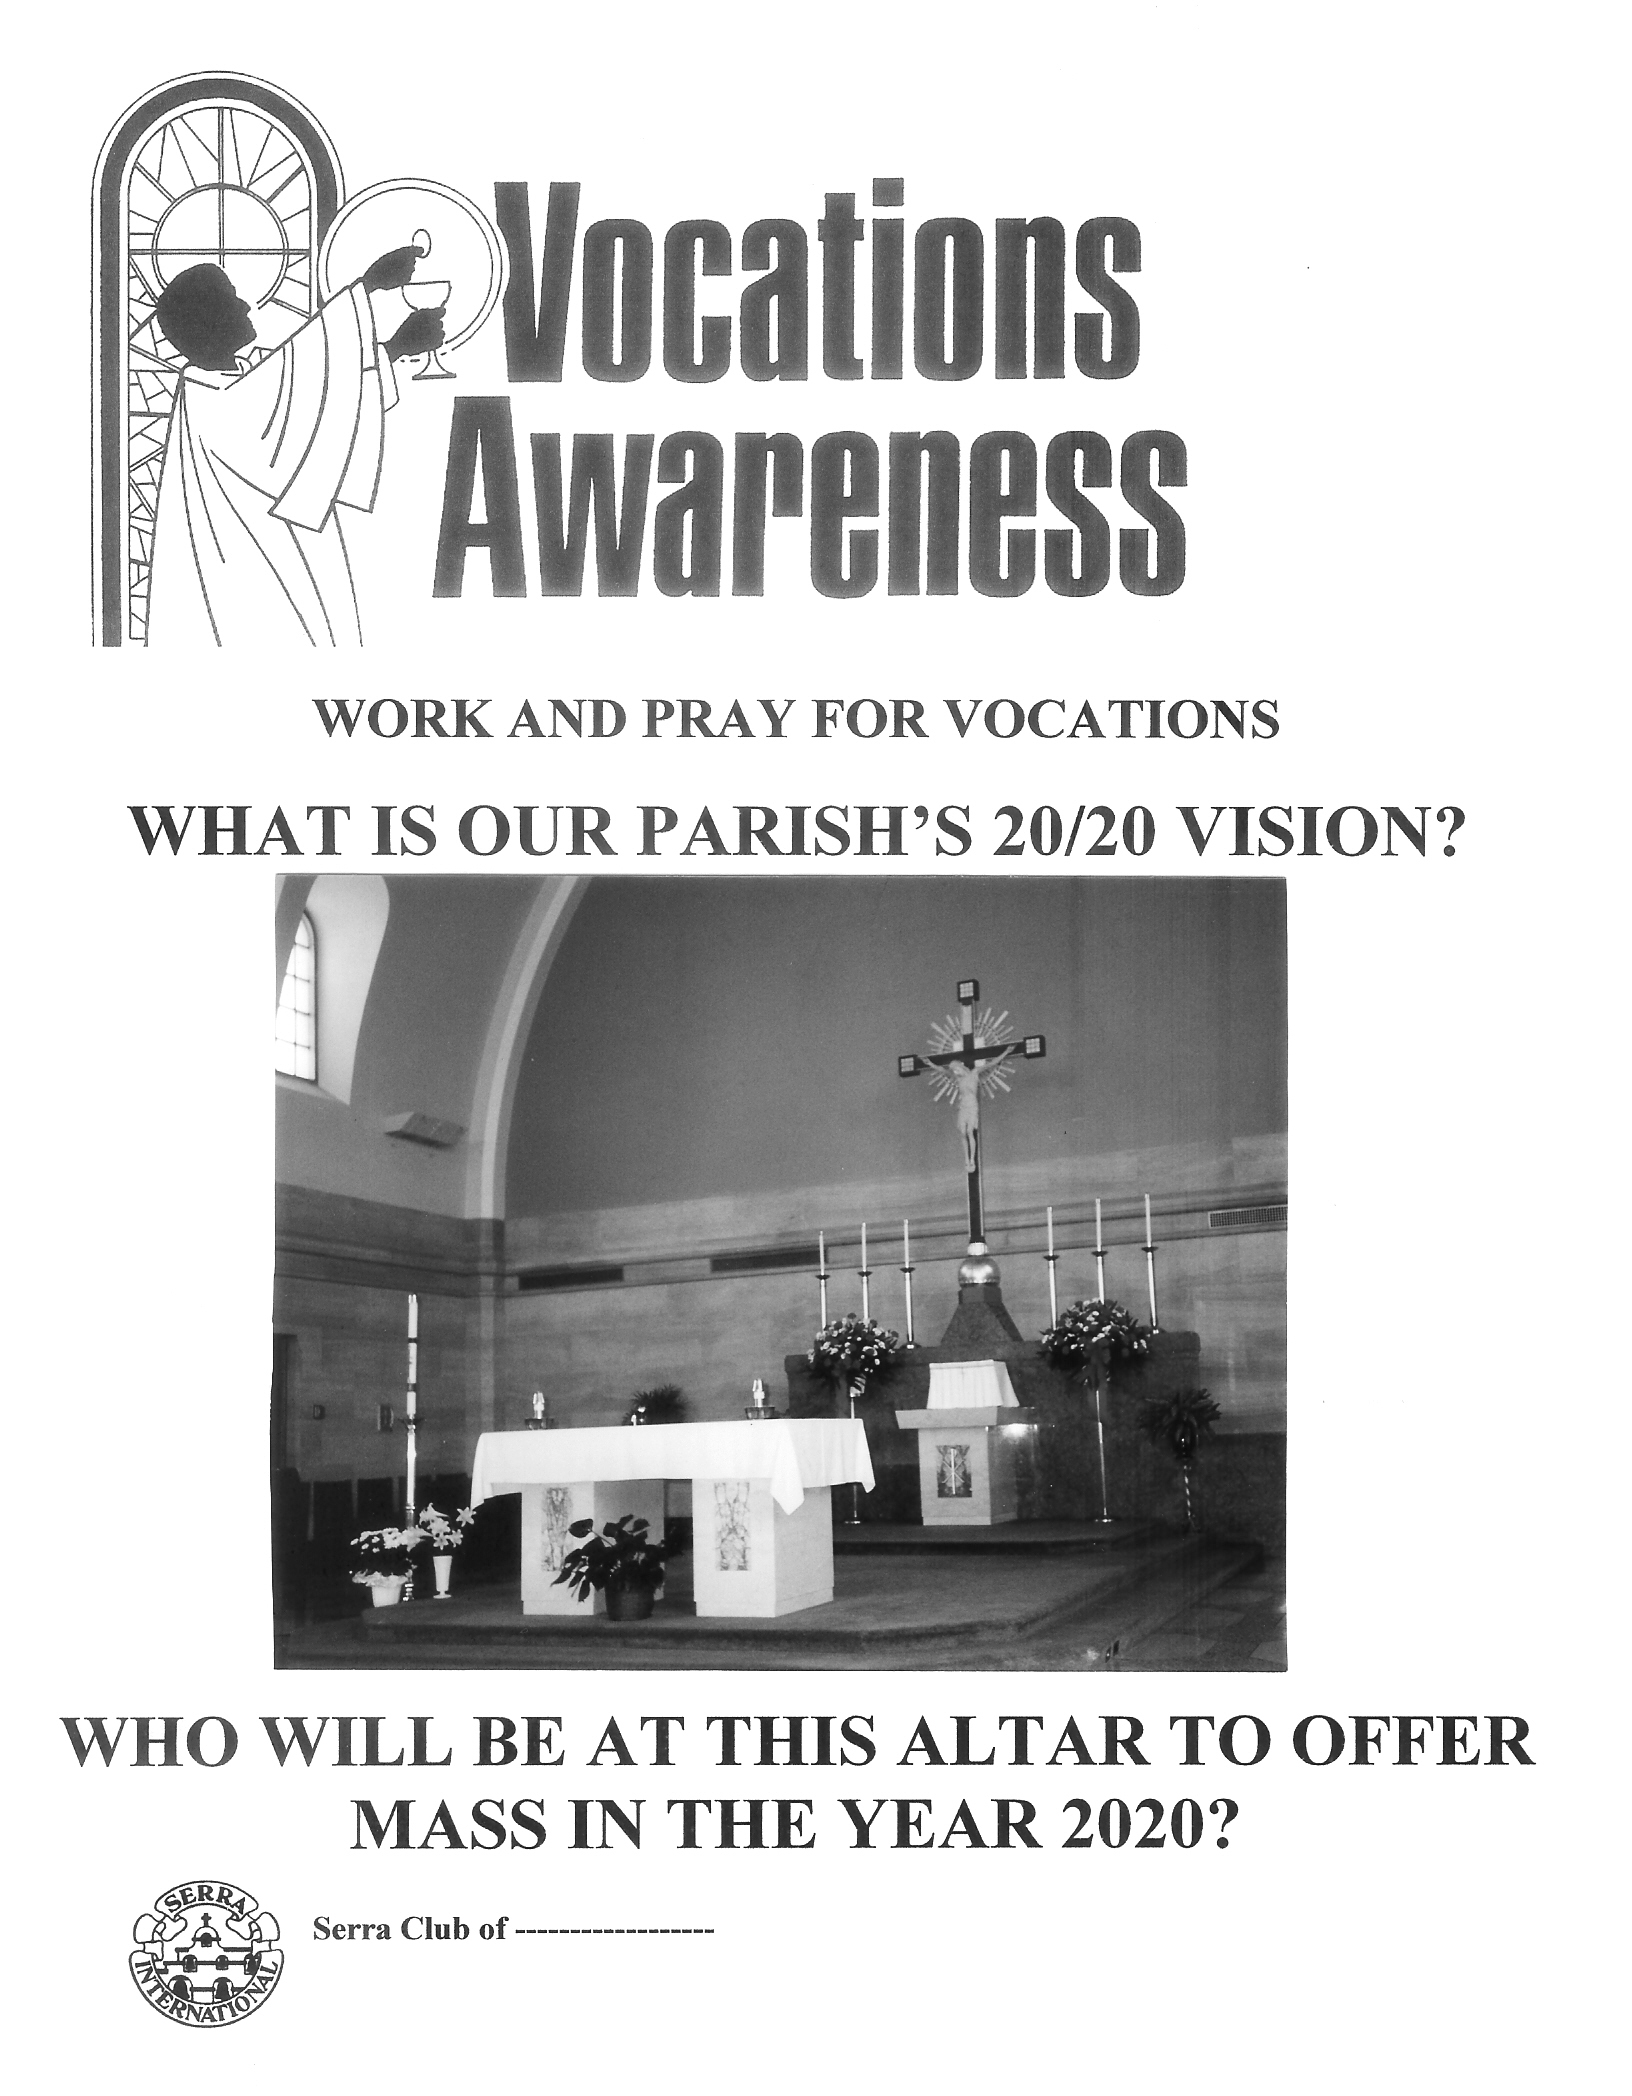 Vocations
Awareness
WORK AND PRAY FOR VOCATIONS
WHAT IS OUR PARISH'S 20/20 VISION?
WHO WILL BE AT THIS ALTAR TO OFFER
MASS IN THE YEAR 2020?
SERRA
INTERNATIONAL
Serra Club of ------------------